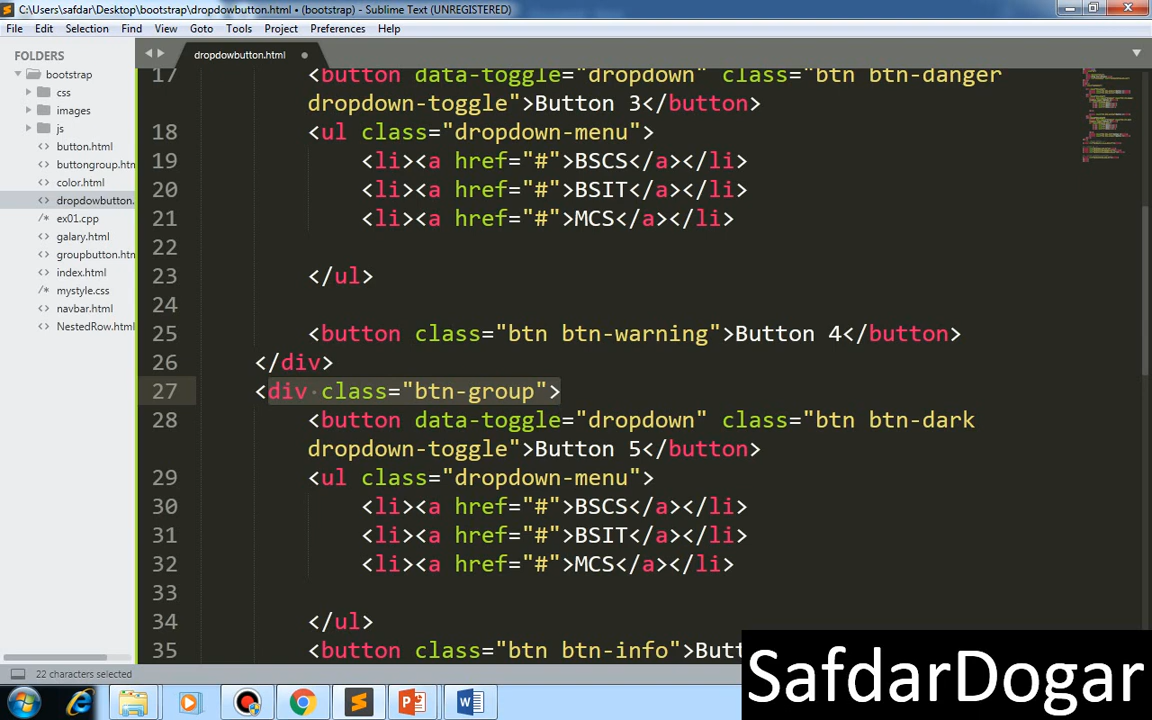 C:\Users\safdar\Desktop\bootstrap\dropdowbutton.html • (bootstrap) - Sublime Text (UNREGISTERED)
File Edit Selection Find View Goto Tools Project Preferences Help
FOLDERS
bootstrap
css
images
js
button.html
buttongroup.htm
color.html
dropdowbutton.
ex01.cpp
galary.html
groupbutton.htm
index.html
mystyle.css
navbar.html
NestedRow.html
dropdowbutton.html
17 <button data-toggle="dropdown" class="btn btn-danger
dropdown-toggle">Button 3</button>
18 <ul class="dropdown-menu">
19 <li><a href="#">BSCS</a></li>
20 <li><a href="#">BSIT</a></li>
21 <li><a href="#">MCS</a></li>
22
23 </ul>
24
25 <button class="btn btn-warning">Button 4</button>
26 </div>
27 <div class="btn-group">
28 <button data-toggle="dropdown" class="btn btn-dark
dropdown-toggle">Button 5</button>
29 <ul class="dropdown-menu">
30 <li><a href="#">BSCS</a></li>
31 <li><a href="#">BSIT</a></li>
32 <li><a href="#">MCS</a></li>
33
34 </ul>
35 <button class="btn btn-info">Butt
22 characters selected
SafdarDogar